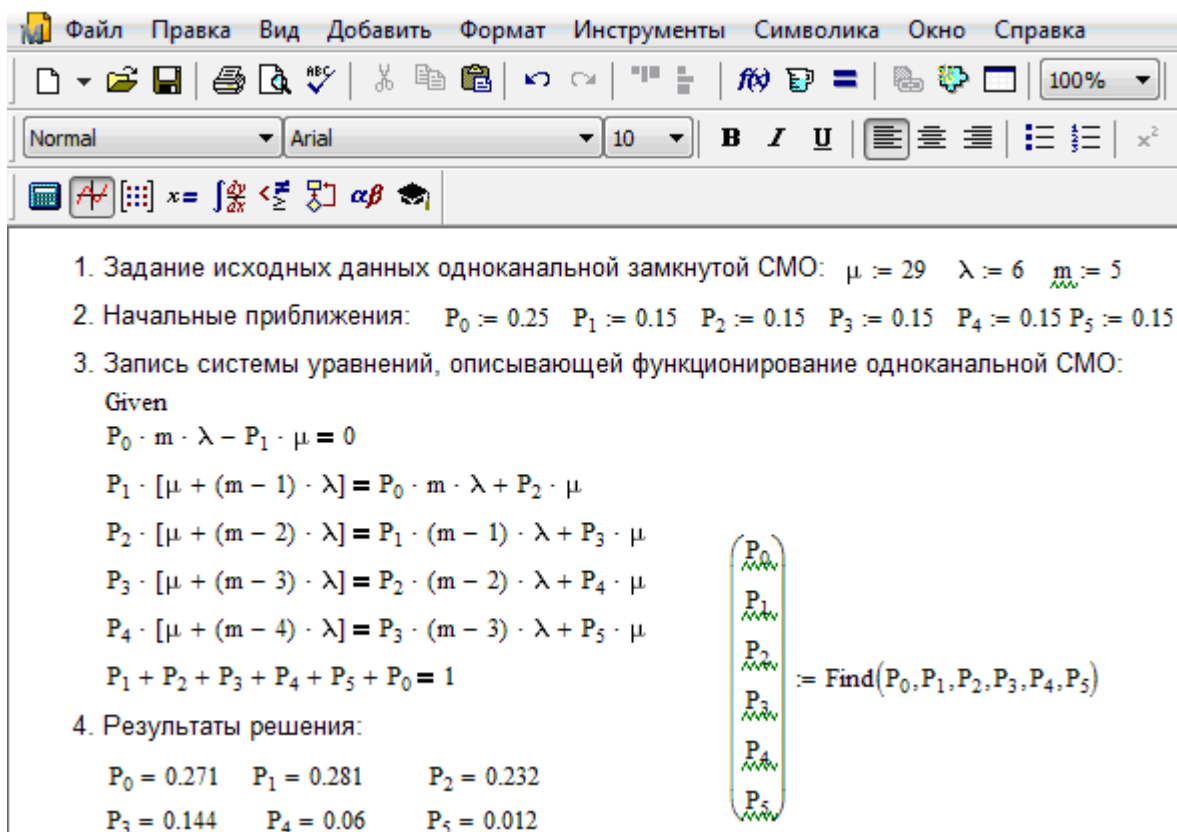 Файл Правка Вид Добавить Формат Инструменты Символика Окно Справка
ABC f(x) 100%
Normal Arial 10 B I U x²
x= ∫ dy/dx <≠≥ αβ
1. Задание исходных данных одноканальной замкнутой СМО: μ := 29 λ := 6 m := 5
2. Начальные приближения: P₀ := 0.25 P₁ := 0.15 P₂ := 0.15 P₃ := 0.15 P₄ := 0.15 P₅ := 0.15
3. Запись системы уравнений, описывающей функционирование одноканальной СМО:
Given
P₀ · m · λ − P₁ · μ = 0
P₁ · [μ + (m − 1) · λ] = P₀ · m · λ + P₂ · μ
P₂ · [μ + (m − 2) · λ] = P₁ · (m − 1) · λ + P₃ · μ
P₃ · [μ + (m − 3) · λ] = P₂ · (m − 2) · λ + P₄ · μ
P₄ · [μ + (m − 4) · λ] = P₃ · (m − 3) · λ + P₅ · μ
P₁ + P₂ + P₃ + P₄ + P₅ + P₀ = 1
P₀
P₁
P₂
P₃
P₄
P₅
:= Find(P₀,P₁,P₂,P₃,P₄,P₅)
4. Результаты решения:
P₀ = 0.271 P₁ = 0.281 P₂ = 0.232
P₃ = 0.144 P₄ = 0.06 P₅ = 0.012